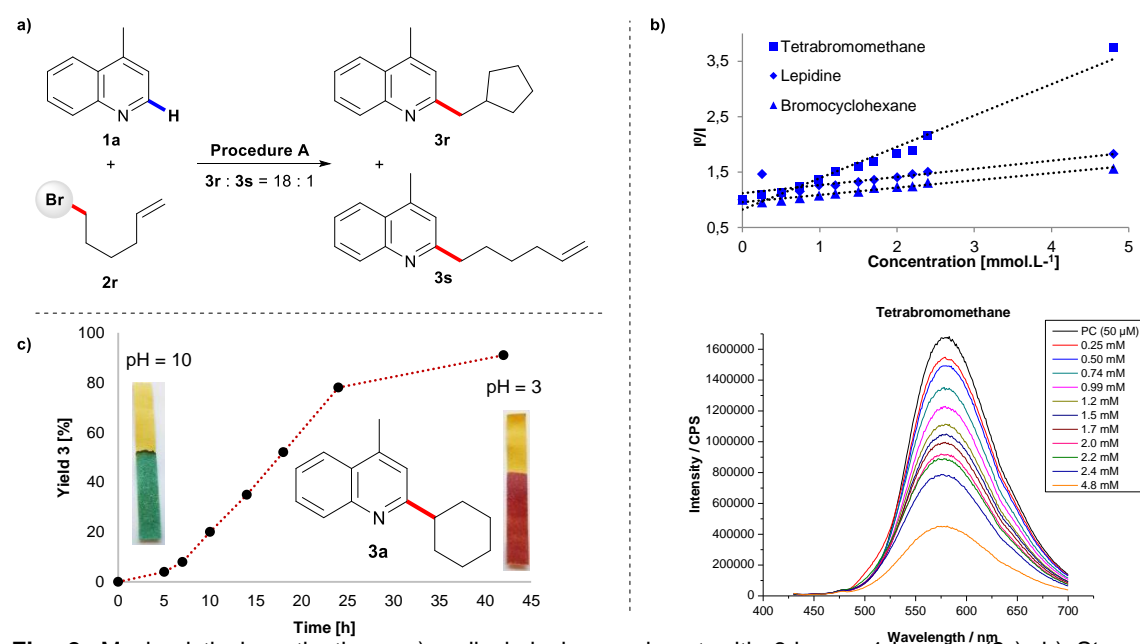 a)
H
N
1a
+
Br
2r
Procedure A
3r : 3s = 18 : 1
N
3r
+
N
3s
b)
Tetrabromomethane
Lepidine
Bromocyclohexane
I⁰/I
3,5
2,5
1,5
0,5
0 1 2 3 4 5
Concentration [mmol.L-1]
Tetrabromomethane
Intensity / CPS
1600000
1400000
1200000
1000000
800000
600000
400000
200000
0
400 450 500 550 600 650 700
Wavelength / nm
PC (50 µM)
0.25 mM
0.50 mM
0.74 mM
0.99 mM
1.2 mM
1.5 mM
1.7 mM
2.0 mM
2.2 mM
2.4 mM
4.8 mM
c)
Yield 3 [%]
100
80
60
40
20
0
pH = 10
pH = 3
N
3a
0 5 10 15 20 25 30 35 40 45
Time [h]